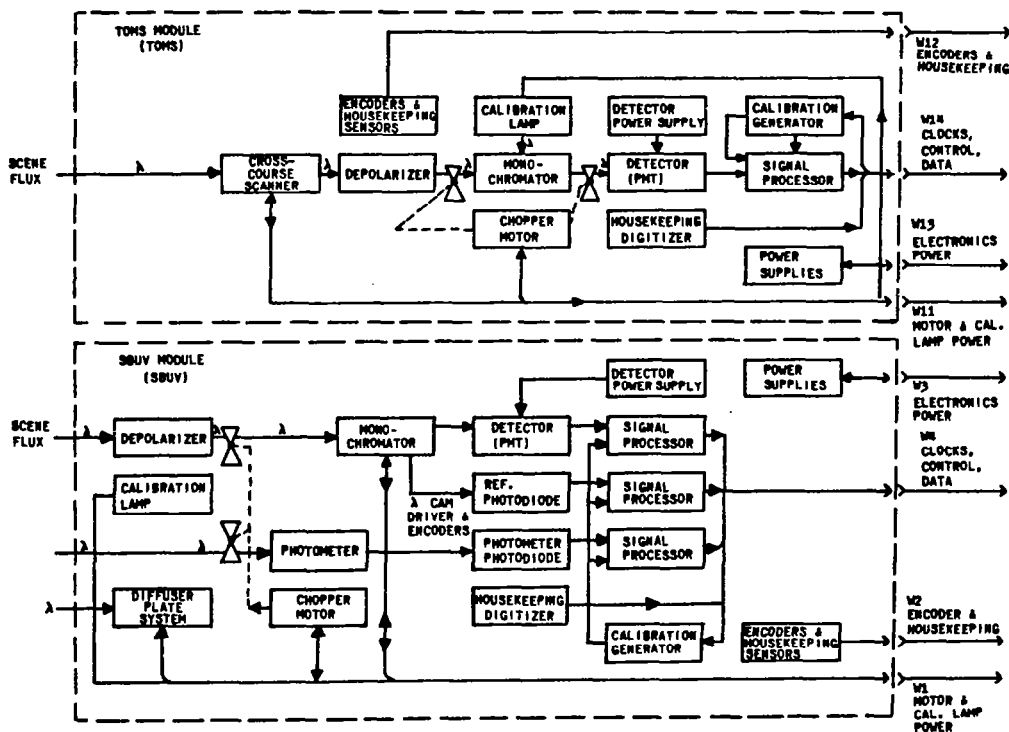 TOMS MODULE
(TOMS)
W12
ENCODERS &
HOUSEKEEPING
ENCODERS &
HOUSEKEEPING
SENSORS
CALIBRATION
LAMP
DETECTOR
POWER SUPPLY
CALIBRATION
GENERATOR
W14
CLOCKS,
CONTROL,
DATA
SCENE
FLUX
λ
CROSS-
COURSE
SCANNER
λ
DEPOLARIZER
λ
λ
MONO-
CHROMATOR
λ
DETECTOR
(PMT)
SIGNAL
PROCESSOR
CHOPPER
MOTOR
HOUSEKEEPING
DIGITIZER
W13
ELECTRONICS
POWER
POWER
SUPPLIES
W11
MOTOR & CAL.
LAMP POWER
SBUV MODULE
(SBUV)
DETECTOR
POWER SUPPLY
POWER
SUPPLIES
W3
ELECTRONICS
POWER
SCENE
FLUX
λ
DEPOLARIZER
λ
λ
MONO-
CHROMATOR
DETECTOR
(PMT)
SIGNAL
PROCESSOR
W4
CLOCKS,
CONTROL,
DATA
CALIBRATION
LAMP
λ CAM
DRIVER &
ENCODERS
REF.
PHOTODIODE
SIGNAL
PROCESSOR
λ
λ
PHOTOMETER
PHOTOMETER
PHOTODIODE
SIGNAL
PROCESSOR
λ
DIFFUSER
PLATE
SYSTEM
CHOPPER
MOTOR
HOUSEKEEPING
DIGITIZER
CALIBRATION
GENERATOR
ENCODERS &
HOUSEKEEPING
SENSORS
W2
ENCODER &
HOUSEKEEPING
W1
MOTOR &
CAL. LAMP
POWER